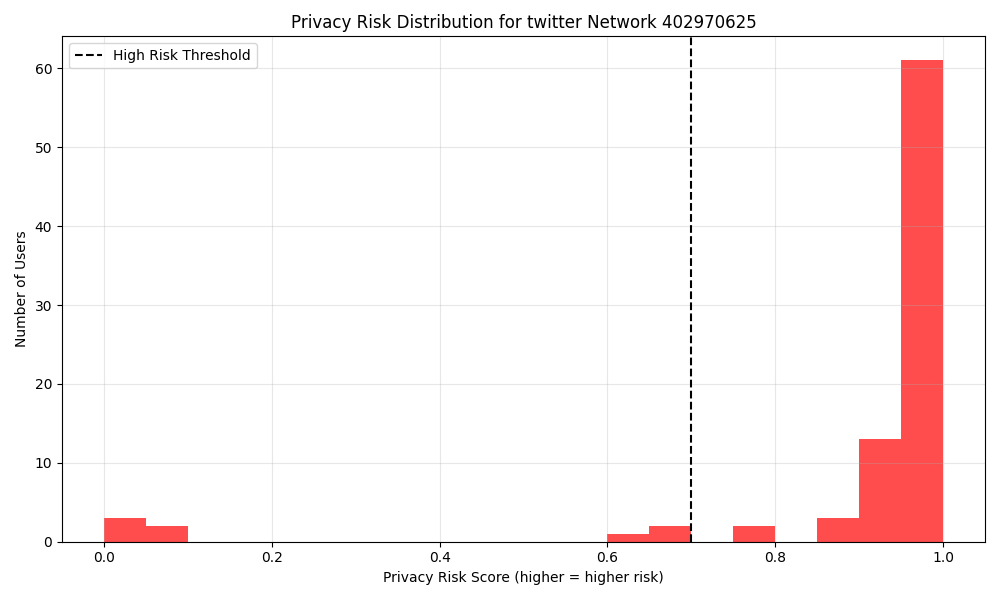 Privacy Risk Distribution for twitter Network 402970625
High Risk Threshold
60
50
40
30
20
10
0
Number of Users
0.0 0.2 0.4 0.6 0.8 1.0
Privacy Risk Score (higher = higher risk)